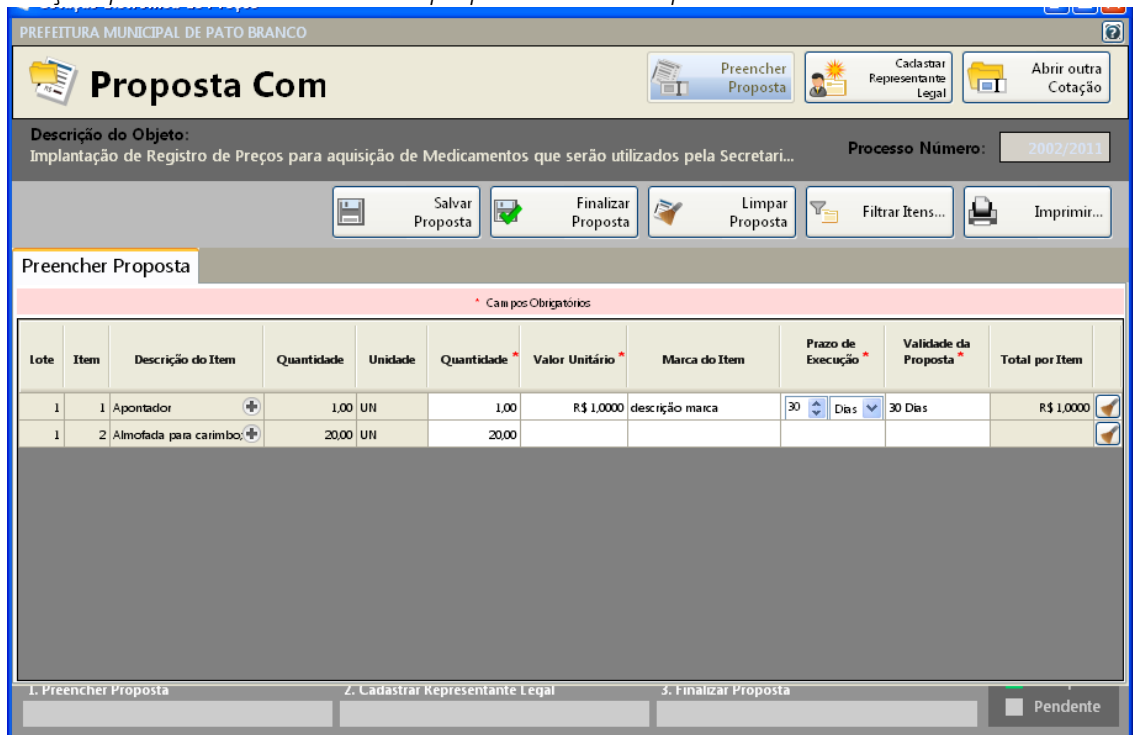 PREFEITURA MUNICIPAL DE PATO BRANCO
Proposta Com
Preencher
Proposta
Cadastrar
Representante
Legal
Abrir outra
Cotação
Descrição do Objeto:
Implantação de Registro de Preços para aquisição de Medicamentos que serão utilizados pela Secretari...
Processo Número:
2002/2011
Salvar
Proposta
Finalizar
Proposta
Limpar
Proposta
Filtrar Itens...
Imprimir...
Preencher Proposta
* Campos Obrigatórios
Lote Item Descrição do Item Quantidade Unidade Quantidade * Valor Unitário * Marca do Item Prazo de Execução * Validade da Proposta * Total por Item
1 1 Apontador 1,00 UN 1,00 R$ 1,0000 descrição marca 30 Dias 30 Dias R$ 1,0000
1 2 Almofada para carimbo; 20,00 UN 20,00
1. Preencher Proposta 2. Cadastrar Representante Legal 3. Finalizar Proposta
Pendente